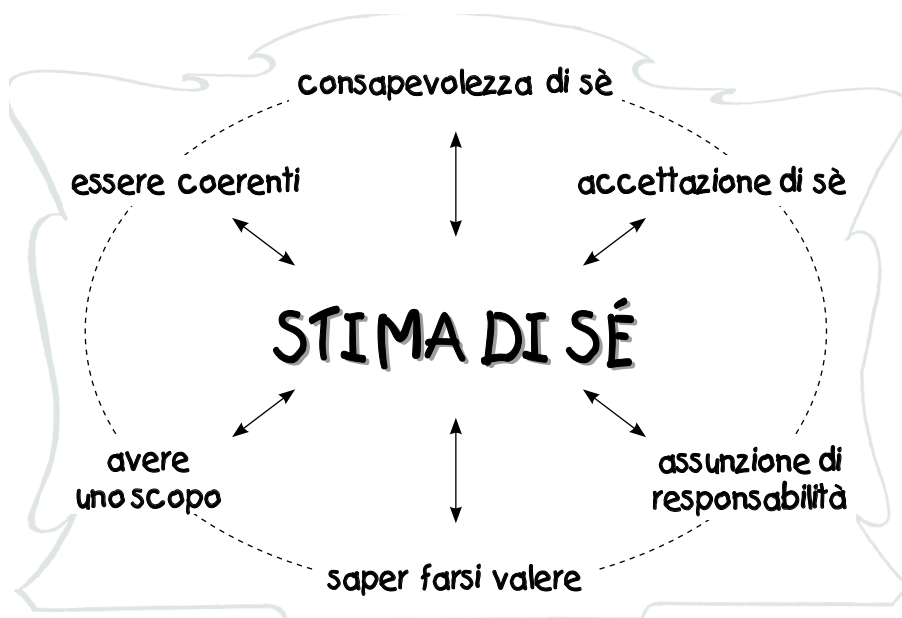 consapevolezza di sè
essere coerenti
accettazione di sè
STIMA DI SÉ
avere
uno scopo
assunzione di
responsabilità
saper farsi valere